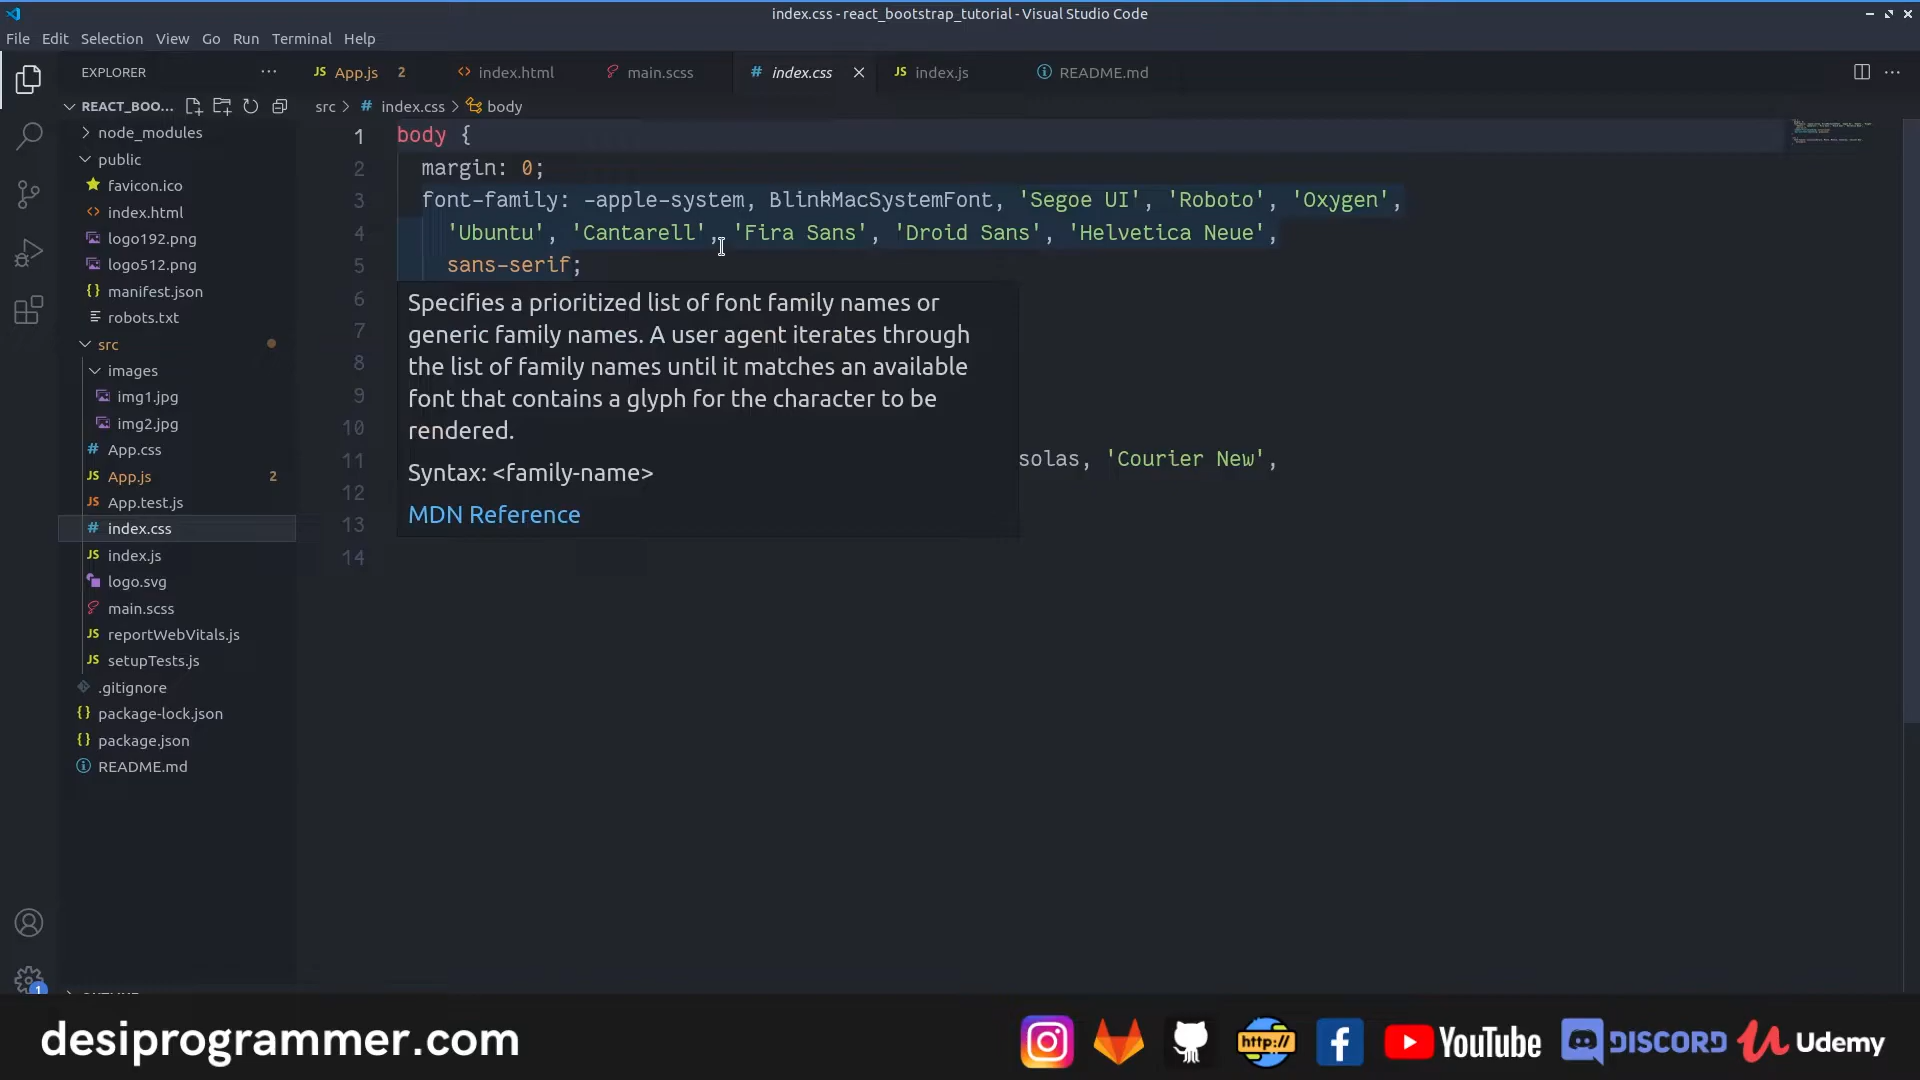 index.css - react_bootstrap_tutorial - Visual Studio Code
File Edit Selection View Go Run Terminal Help
EXPLORER
JS App.js 2 <> index.html main.scss # index.css JS index.js README.md
REACT_BOO...
src > # index.css > body
node_modules
public
favicon.ico
<> index.html
logo192.png
logo512.png
{} manifest.json
robots.txt
src
images
img1.jpg
img2.jpg
# App.css
JS App.js 2
JS App.test.js
# index.css
JS index.js
logo.svg
main.scss
JS reportWebVitals.js
JS setupTests.js
.gitignore
{} package-lock.json
{} package.json
README.md
1
1 body {
2 margin: 0;
3 font-family: -apple-system, BlinkMacSystemFont, 'Segoe UI', 'Roboto', 'Oxygen',
4 'Ubuntu', 'Cantarell', 'Fira Sans', 'Droid Sans', 'Helvetica Neue',
5 sans-serif;
6
7
8
9
10
11 solas, 'Courier New',
12
13
14
Specifies a prioritized list of font family names or
generic family names. A user agent iterates through
the list of family names until it matches an available
font that contains a glyph for the character to be
rendered.
Syntax: <family-name>
MDN Reference
desiprogrammer.com
http://
YouTube
DISCORD
Udemy